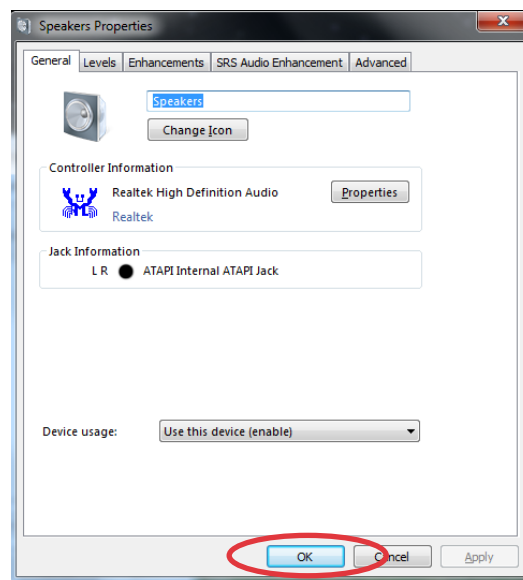 Speakers Properties
General Levels Enhancements SRS Audio Enhancement Advanced
Speakers
Change Icon
Controller Information
Realtek High Definition Audio Properties
Realtek
Jack Information
L R ATAPI Internal ATAPI Jack
Device usage: Use this device (enable)
OK Cancel Apply